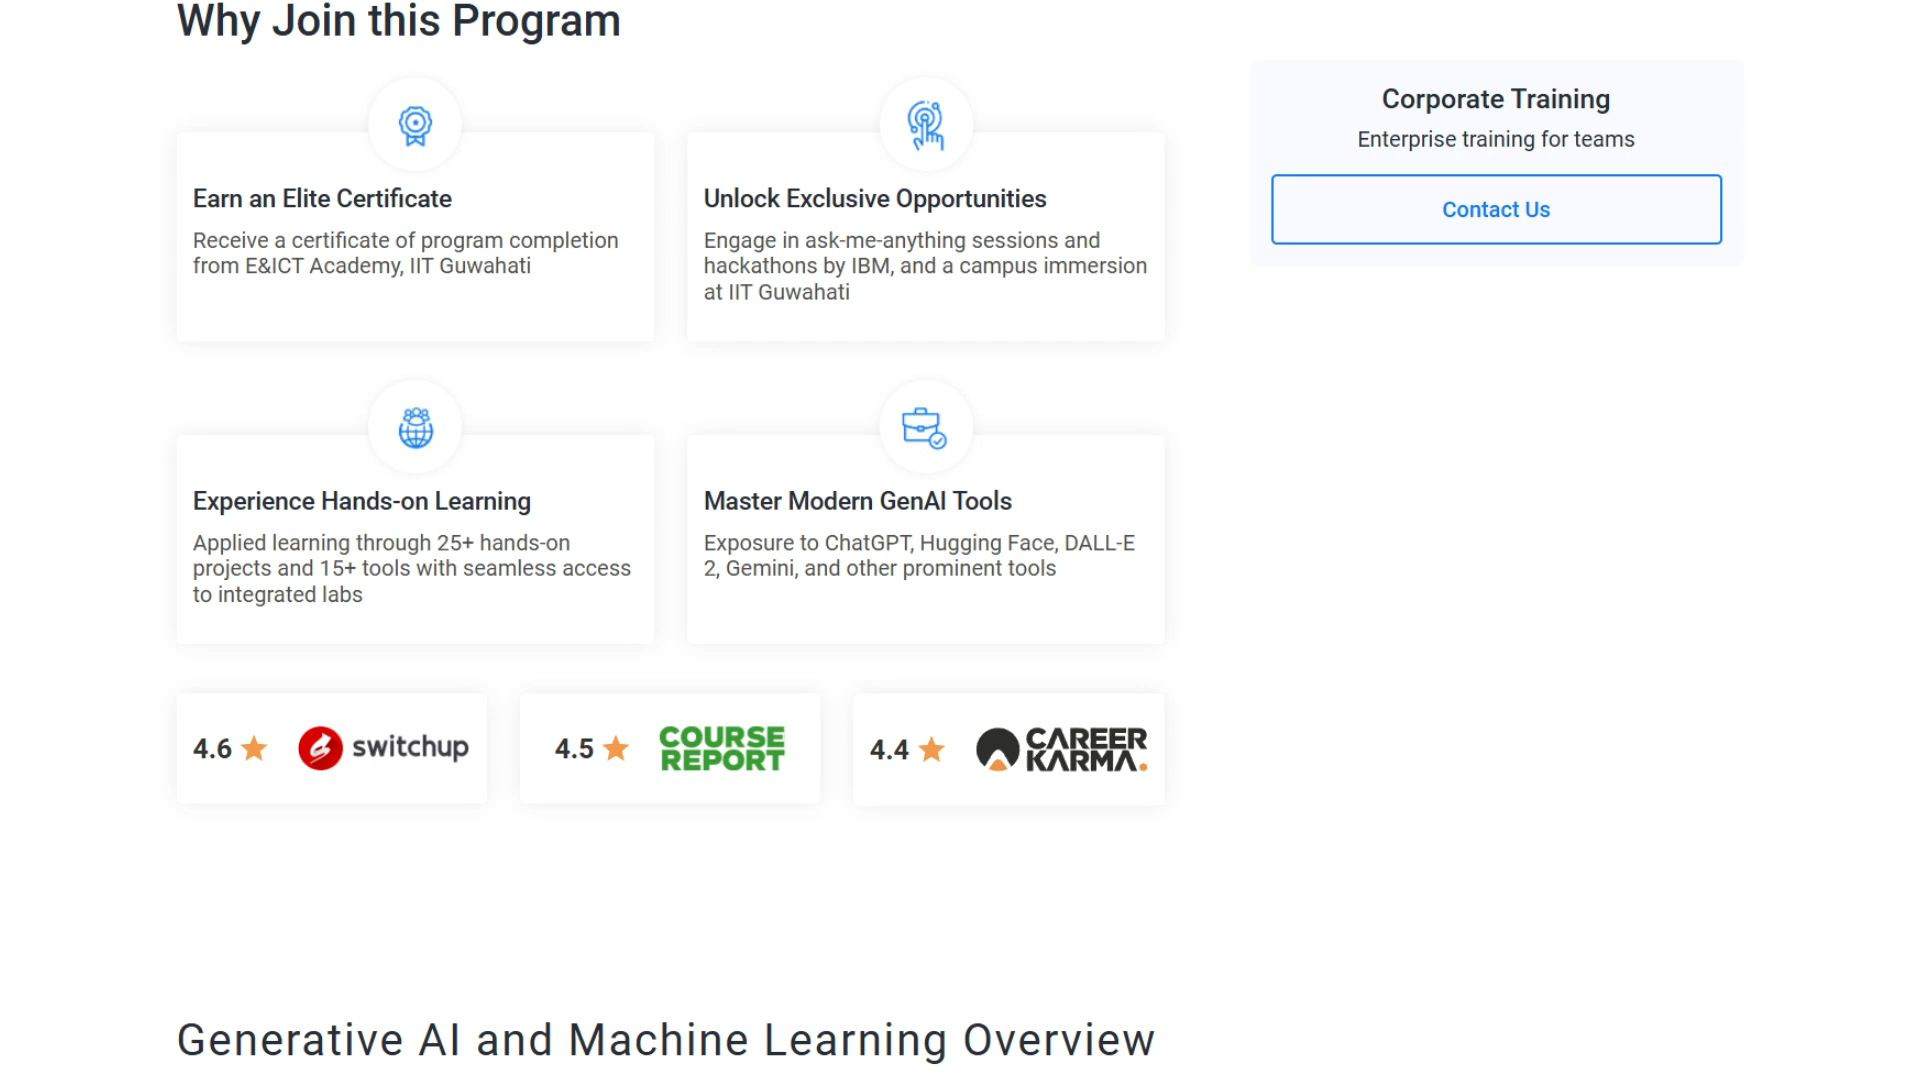 Why Join this Program
Corporate Training
Enterprise training for teams
Contact Us
Earn an Elite Certificate
Receive a certificate of program completion
from E&ICT Academy, IIT Guwahati
Unlock Exclusive Opportunities
Engage in ask-me-anything sessions and
hackathons by IBM, and a campus immersion
at IIT Guwahati
Experience Hands-on Learning
Applied learning through 25+ hands-on
projects and 15+ tools with seamless access
to integrated labs
Master Modern GenAI Tools
Exposure to ChatGPT, Hugging Face, DALL-E
2, Gemini, and other prominent tools
4.6 switchup
4.5 COURSE
REPORT
4.4 CAREER
KARMA.
Generative AI and Machine Learning Overview